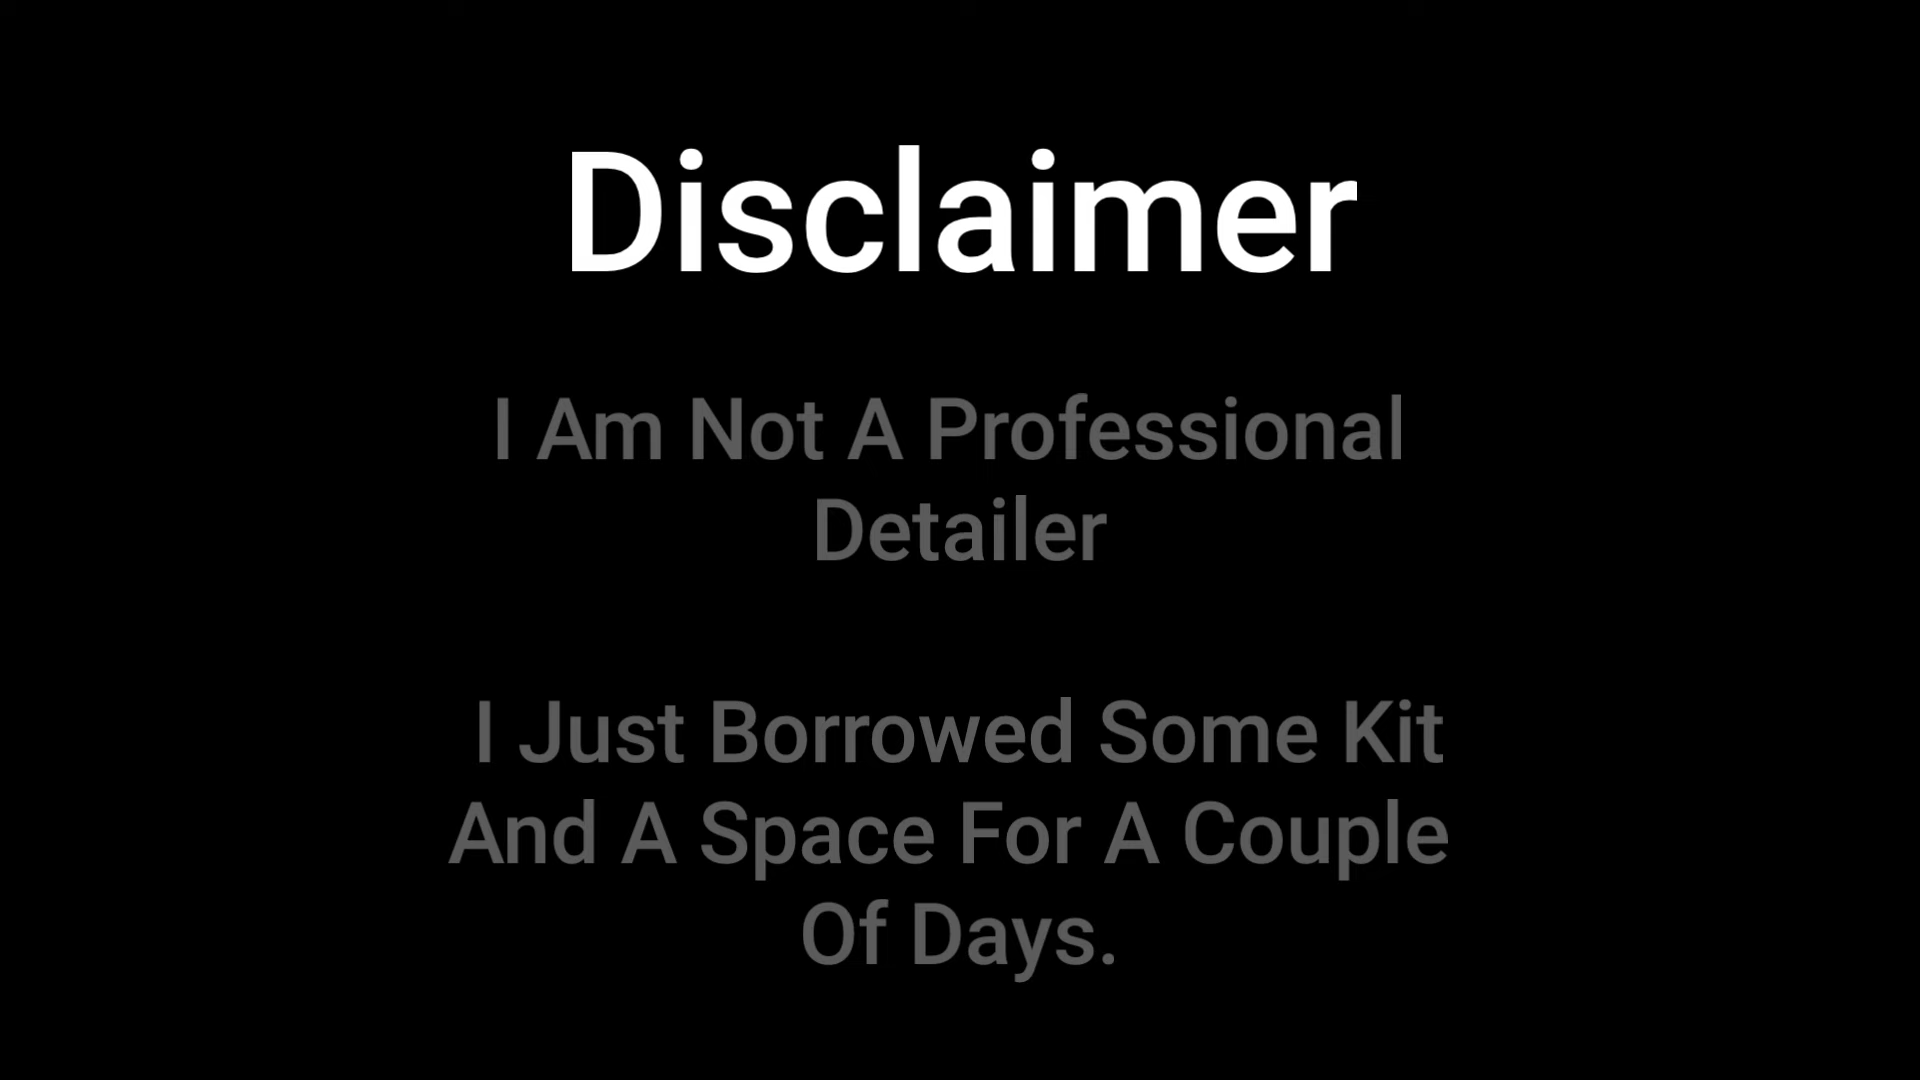 Disclaimer
I Am Not A Professional
Detailer
I Just Borrowed Some Kit
And A Space For A Couple
Of Days.